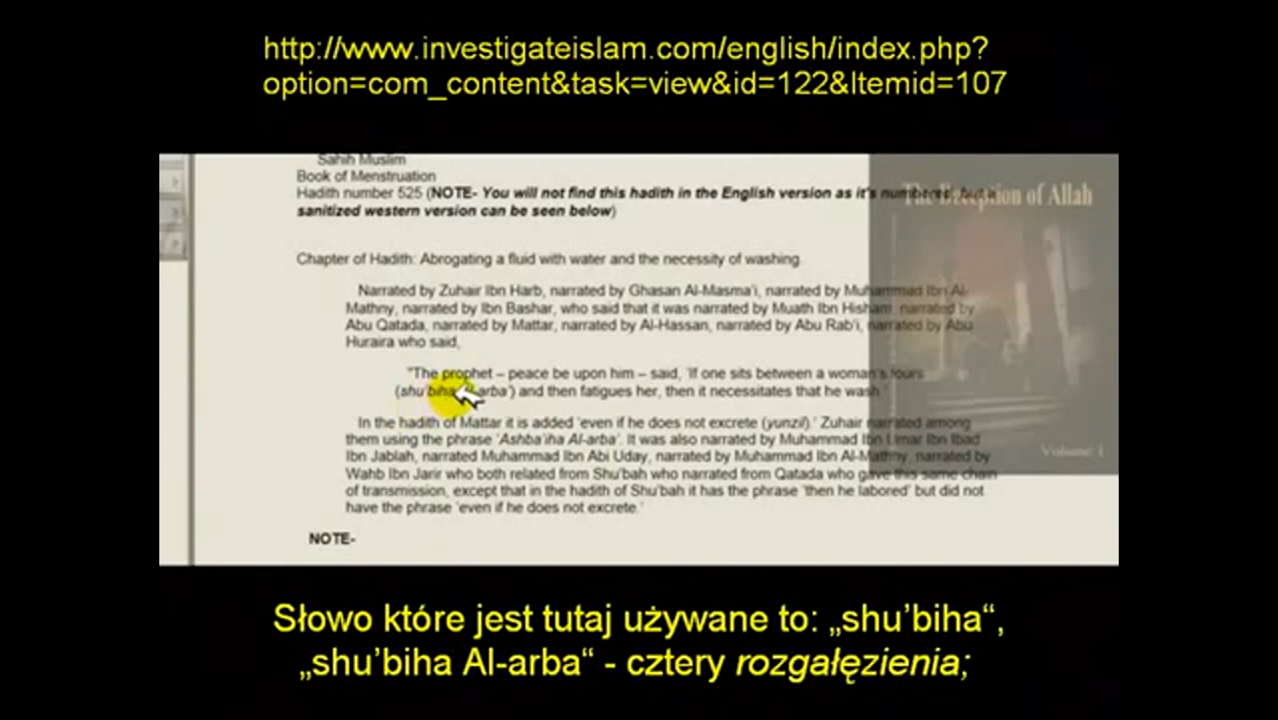 http://www.investigateislam.com/english/index.php?
option=com_content&task=view&id=122&Itemid=107
Sahih Muslim
Book of Menstruation
Hadith number 525 (NOTE- You will not find this hadith in the English version as it's numbered, but
sanitized western version can be seen below)
The Deception of Allah
Chapter of Hadith: Abrogating a fluid with water and the necessity of washing.
Narrated by Zuhair Ibn Harb, narrated by Ghasan Al-Masma'i, narrated by Muhammad Ibn Al-
Mathny, narrated by Ibn Bashar, who said that it was narrated by Muath Ibn Hisham, narrated by
Abu Qatada, narrated by Mattar, narrated by Al-Hassan, narrated by Abu Rab'i, narrated by Abu
Huraira who said,
"The prophet – peace be upon him – said, 'If one sits between a woman's fours
(shu'biha Al-arba') and then fatigues her, then it necessitates that he wash
In the hadith of Mattar it is added 'even if he does not excrete (yunzil).' Zuhair narrated among
them using the phrase 'Ashba'iha Al-arba'. It was also narrated by Muhammad Ibn Umar Ibn Ibad
Ibn Jablah, narrated Muhammad Ibn Abi Uday, narrated by Muhammad Ibn Al-Mathny, narrated by
Volume 1
Wahb Ibn Jarir who both related from Shu'bah who narrated from Qatada who gave this same chain
of transmission, except that in the hadith of Shu'bah it has the phrase 'then he labored' but did not
have the phrase 'even if he does not excrete.'
NOTE-
Słowo które jest tutaj używane to: „shu'biha“,
„shu'biha Al-arba“ - cztery rozgałęzienia;